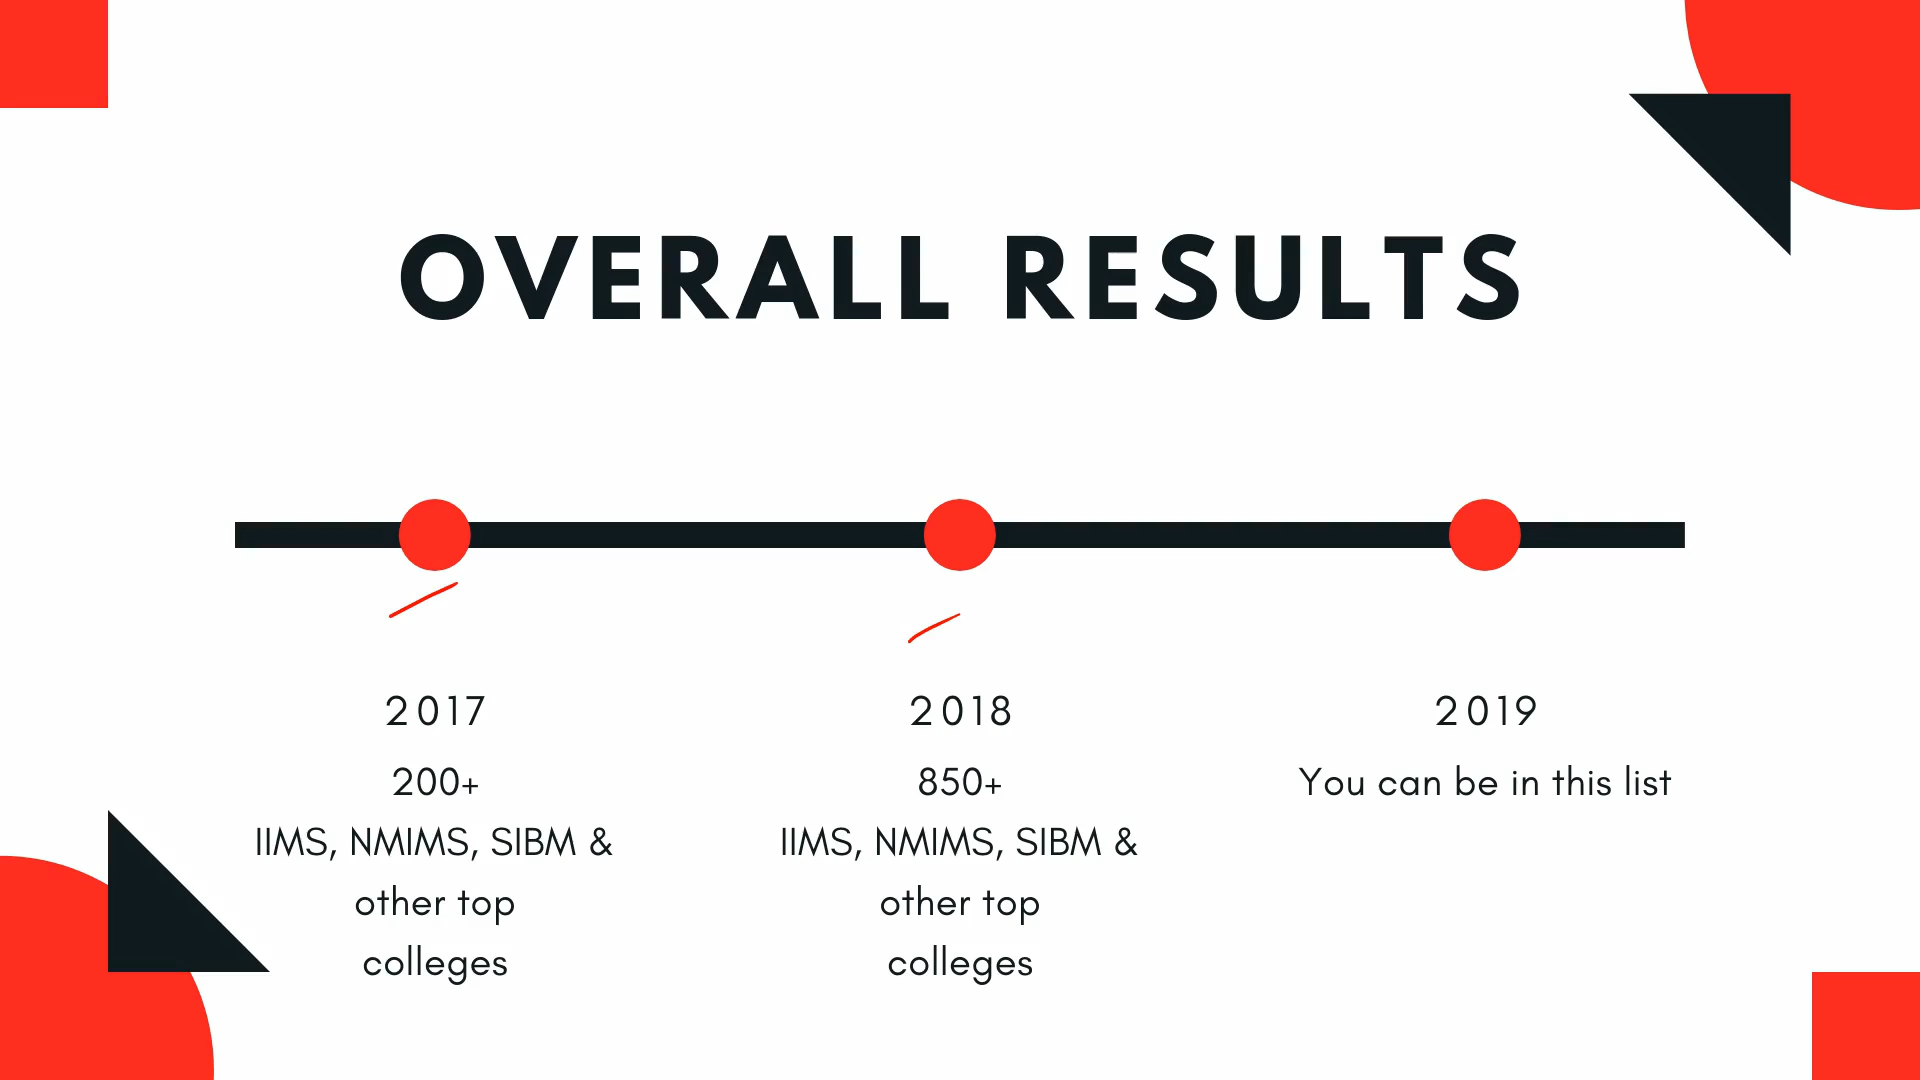 OVERALL RESULTS
2017
200+
IIMS, NMIMS, SIBM &
other top
colleges
2018
850+
IIMS, NMIMS, SIBM &
other top
colleges
2019
You can be in this list